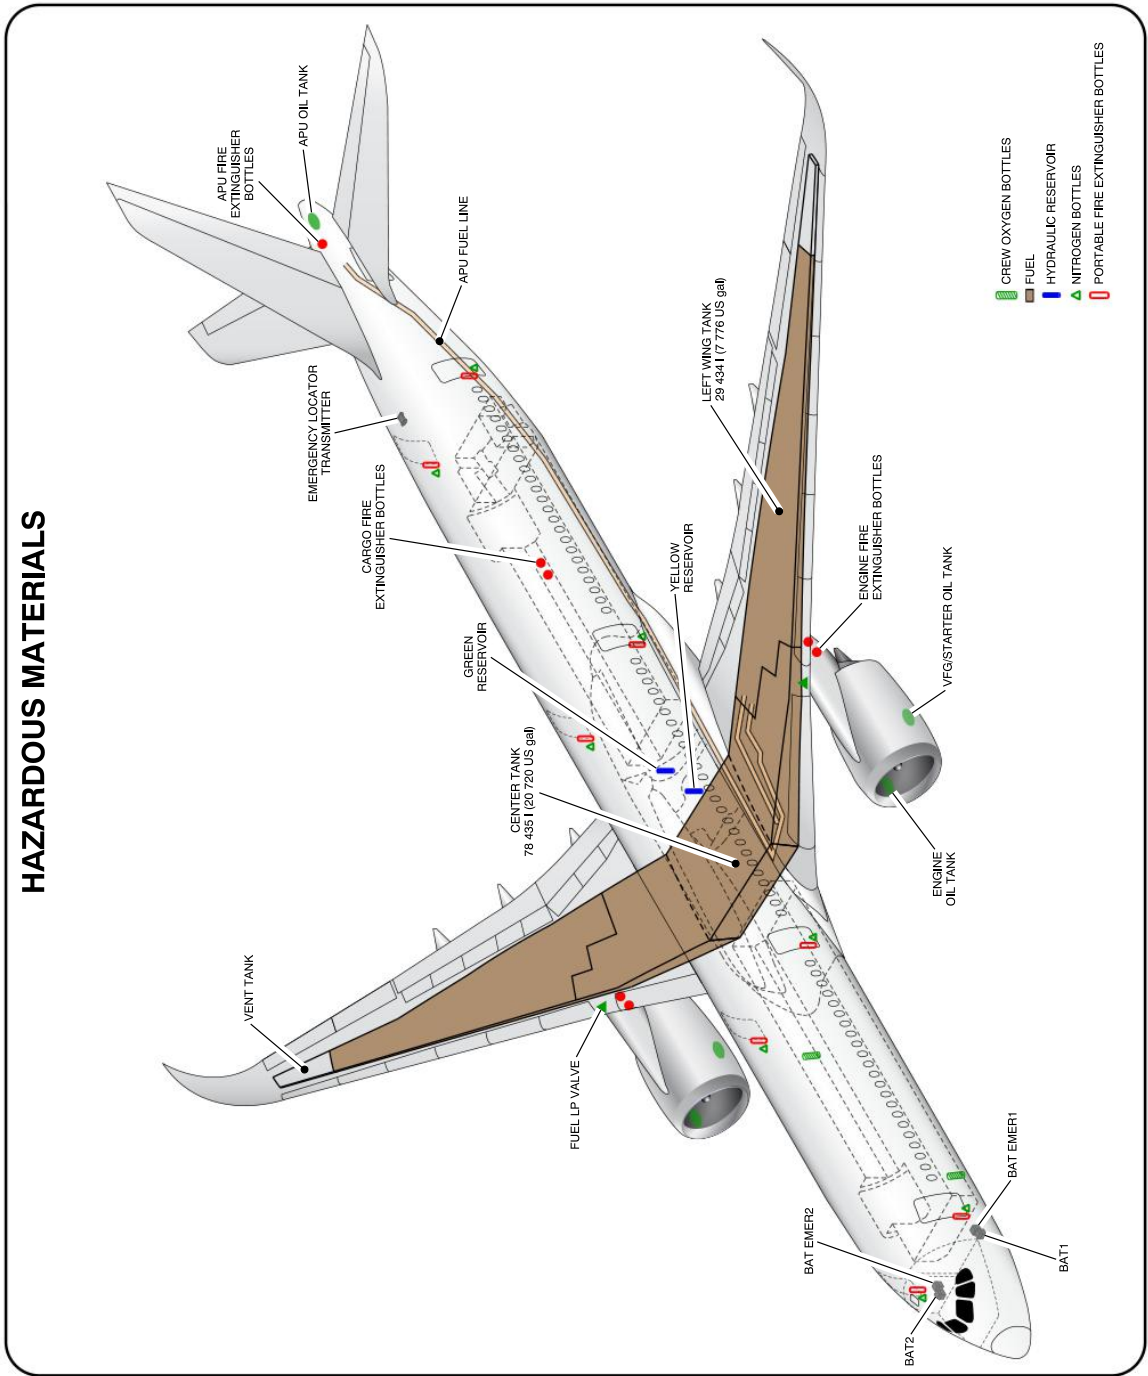 HAZARDOUS MATERIALS
APU FIRE
EXTINGUISHER
BOTTLES
APU OIL TANK
APU FUEL LINE
EMERGENCY LOCATOR
TRANSMITTER
CARGO FIRE
EXTINGUISHER BOTTLES
GREEN
RESERVOIR
YELLOW
RESERVOIR
CENTER TANK
78 435 l (20 720 US gal)
LEFT WING TANK
29 434 l (7 776 US gal)
VENT TANK
FUEL LP VALVE
ENGINE FIRE
EXTINGUISHER BOTTLES
VFG/STARTER OIL TANK
ENGINE
OIL TANK
BAT EMER2
BAT2
BAT EMER1
BAT1
CREW OXYGEN BOTTLES
FUEL
HYDRAULIC RESERVOIR
NITROGEN BOTTLES
PORTABLE FIRE EXTINGUISHER BOTTLES